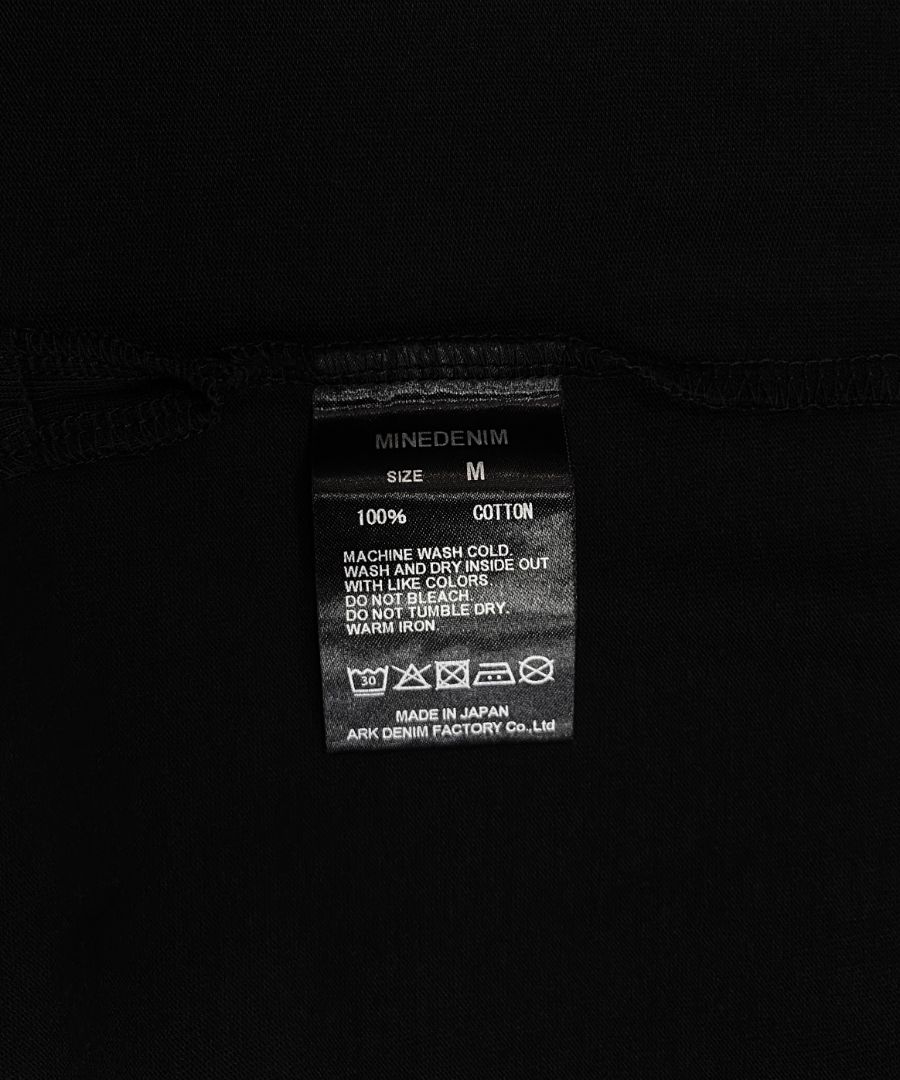 MINEDENIM
SIZE M
100% COTTON
MACHINE WASH COLD.
WASH AND DRY INSIDE OUT
WITH LIKE COLORS.
DO NOT BLEACH.
DO NOT TUMBLE DRY.
WARM IRON.
30
MADE IN JAPAN
ARK DENIM FACTORY Co.,Ltd